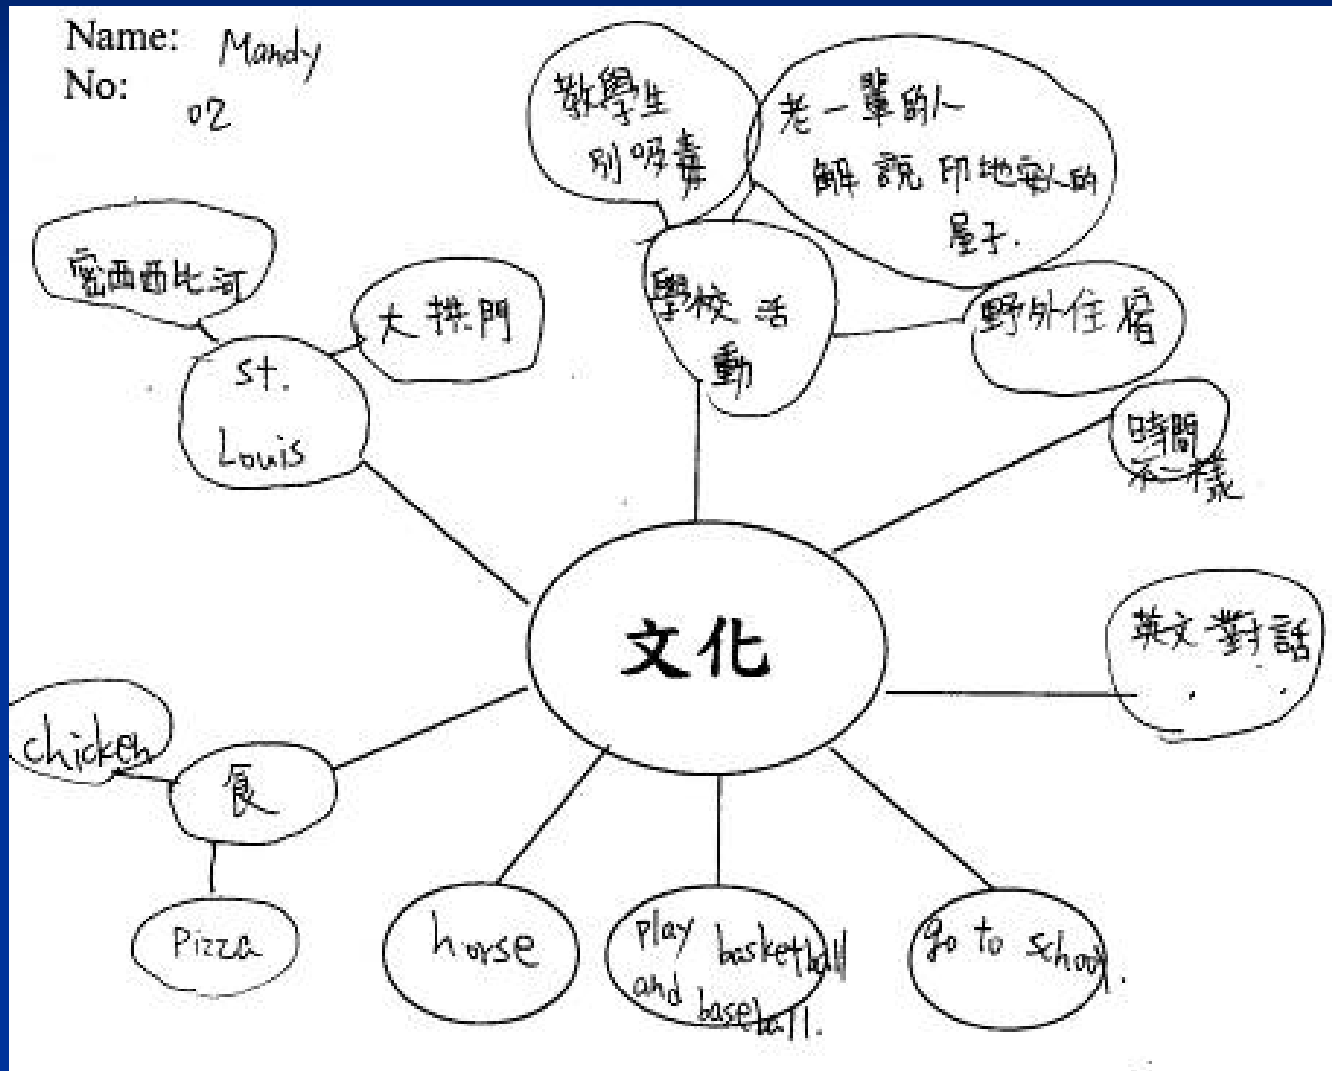 Name: Mandy
No: 02
教學生
別吸毒
老一輩的人
解說印地安人的
屋子.
密西西比河
大拱門
學校活
動
野外住宿
st.
Louis
時間
不一樣
文化
英文對話
chicken
食
Pizza
horse
play basketball
and baseball.
go to school.